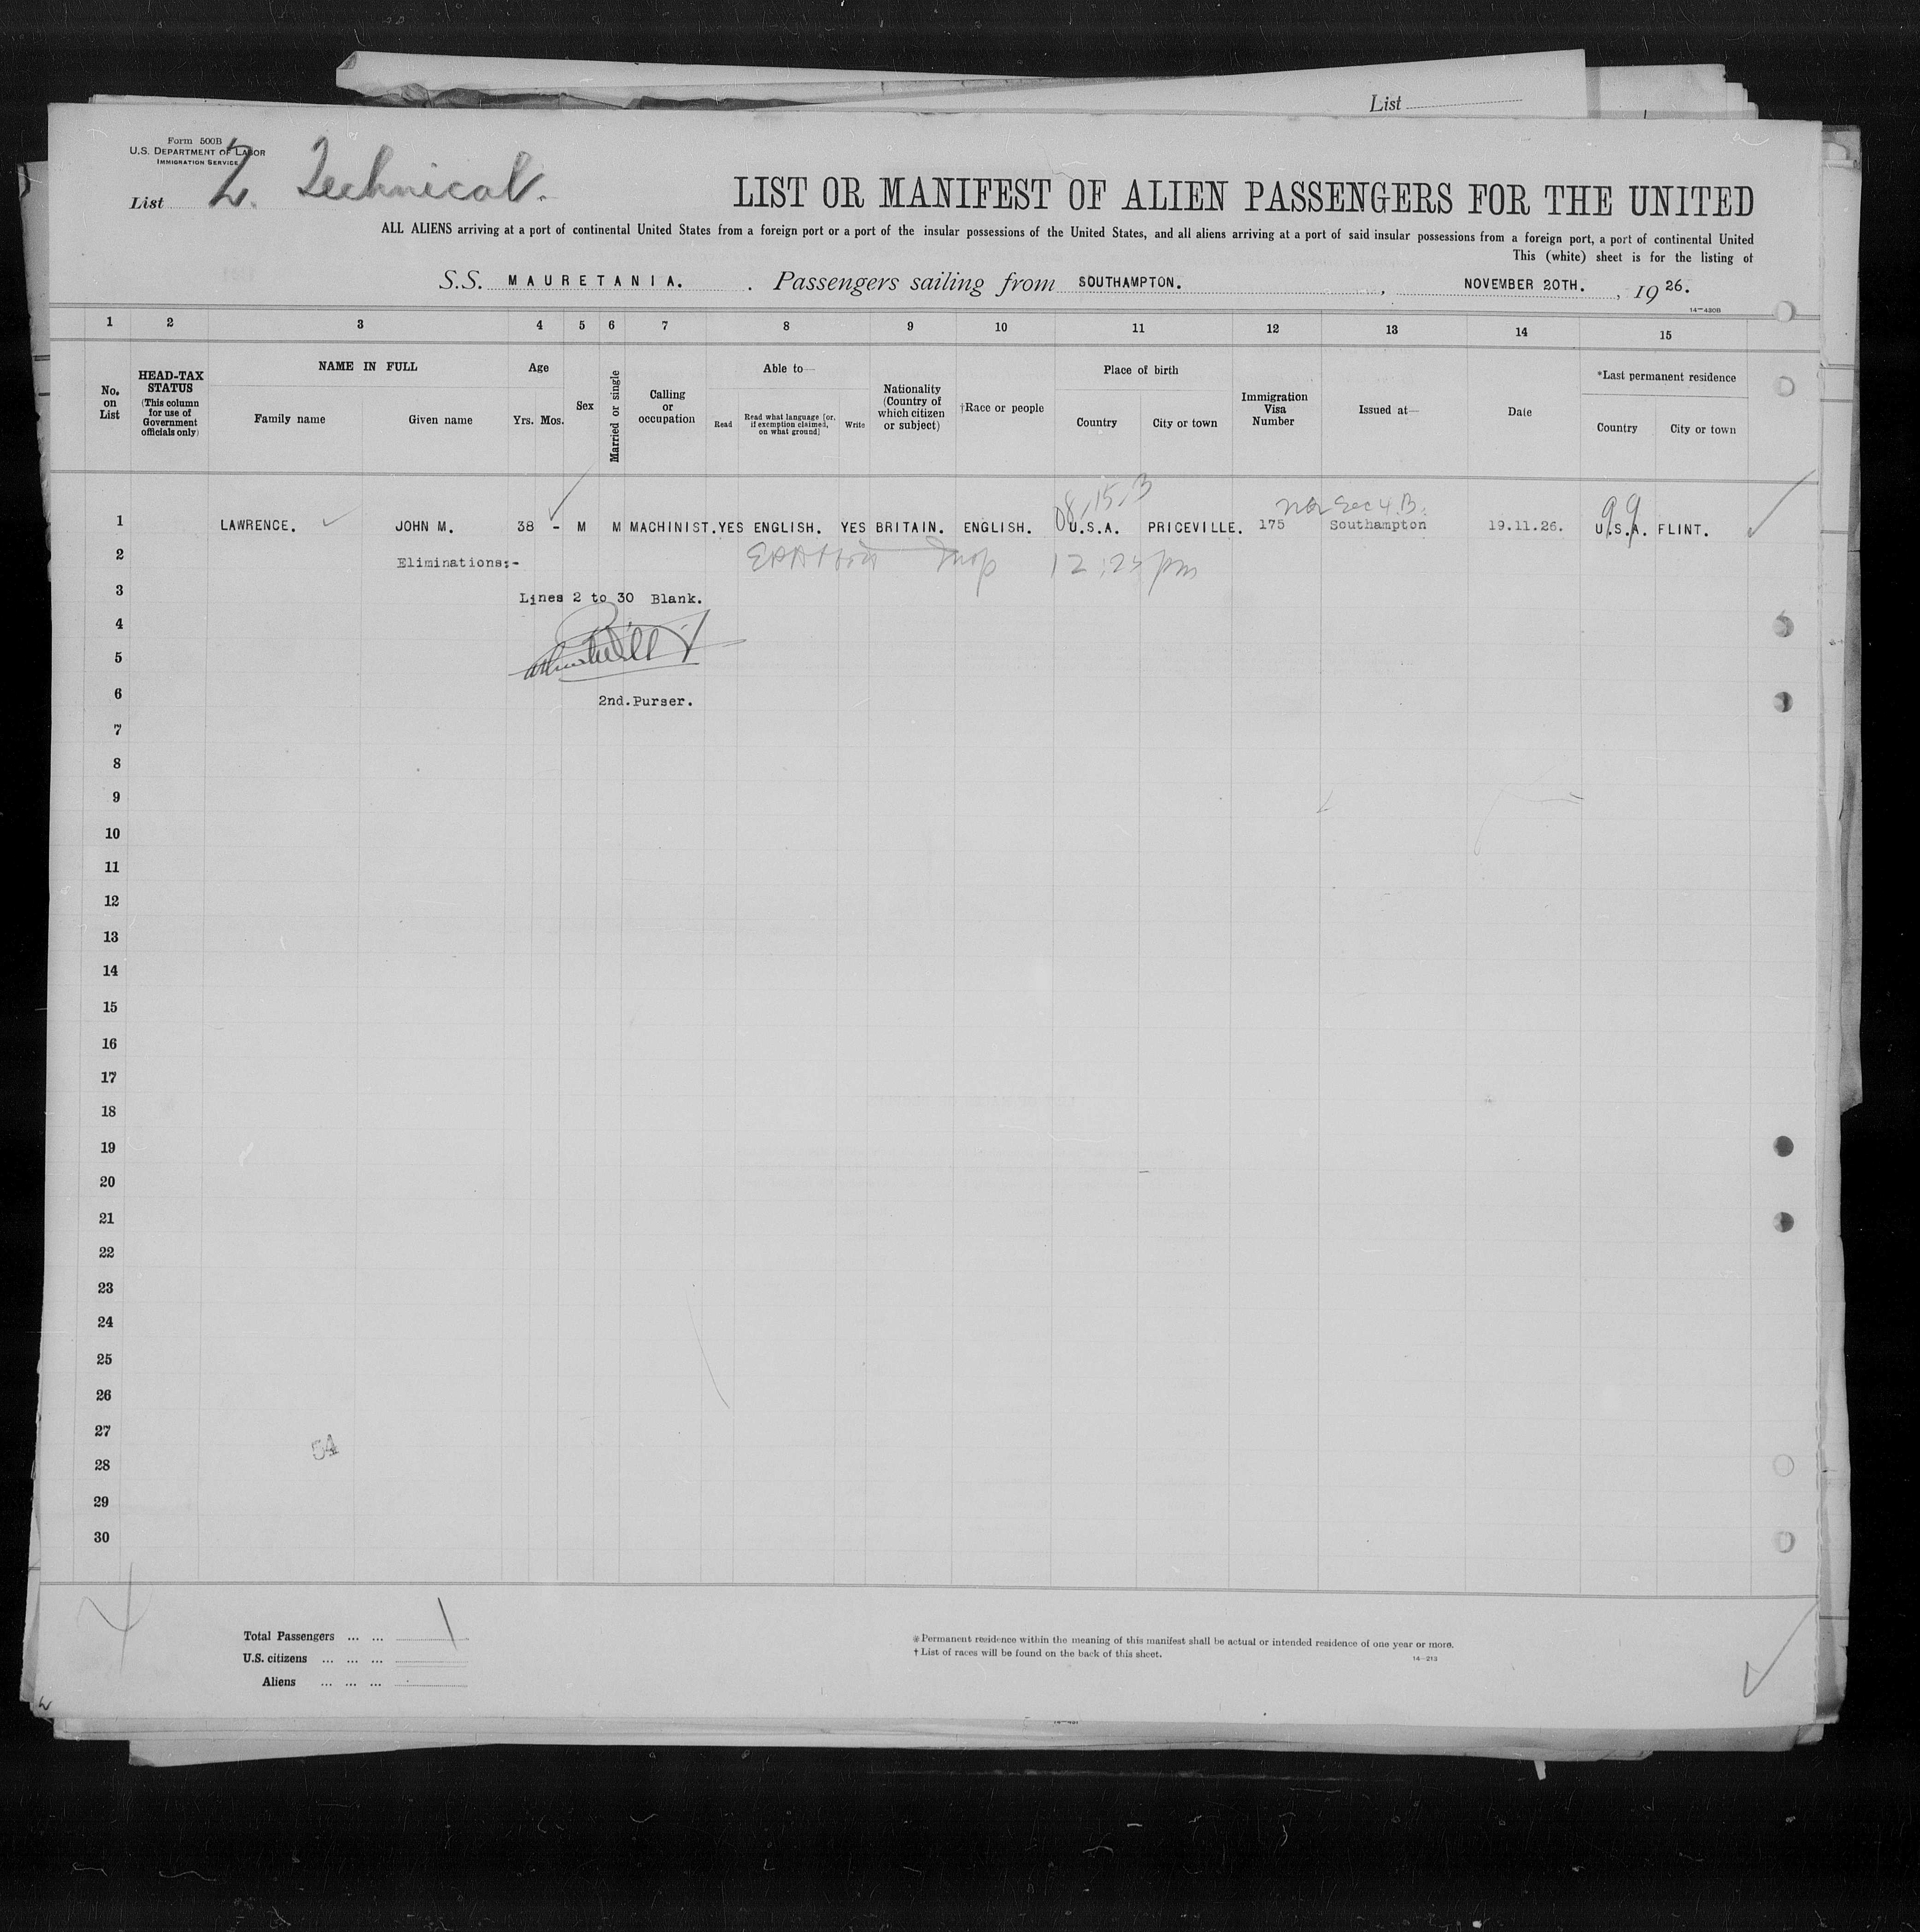 List
Form 500B
U.S. DEPARTMENT OF LABOR
IMMIGRATION SERVICE
List 2. Technical.
LIST OR MANIFEST OF ALIEN PASSENGERS FOR THE UNITED
ALL ALIENS arriving at a port of continental United States from a foreign port or a port of the insular possessions of the United States, and all aliens arriving at a port of said insular possessions from a foreign port, a port of continental United
This (white) sheet is for the listing of
S.S. MAURETANIA. . Passengers sailing from SOUTHAMPTON. , NOVEMBER 20TH. , 19 26.
14—430B
1 2 3 4 5 6 7 8 9 10 11 12 13 14 15
No. on List
HEAD-TAX STATUS (This column for use of Government officials only)
NAME IN FULL
Family name Given name
Age
Yrs. Mos.
Sex
Married or single
Calling or occupation
Able to—
Read Read what language [or, if exemption claimed, on what ground] Write
Nationality (Country of which citizen or subject)
†Race or people
Place of birth
Country City or town
Immigration Visa Number
Issued at—
Date
*Last permanent residence
Country City or town
08,15,3 Sec 4.B. 99
1 LAWRENCE. JOHN M. 38 - M M MACHINIST. YES ENGLISH. YES BRITAIN. ENGLISH. U.S.A. PRICEVILLE. 175 Southampton 19.11.26. U.S.A. FLINT.
2 Eliminations:- 12:25 pm
3 Lines 2 to 30 Blank.
4
5
6 2nd.Purser.
7
8
9
10
11
12
13
14
15
16
17
18
19
20
21
22
23
24
25
26
27
54
28
29
30
Total Passengers ... ... 1
U.S. citizens ... ... ...
Aliens ... ... ...
* Permanent residence within the meaning of this manifest shall be actual or intended residence of one year or more.
† List of races will be found on the back of this sheet.
14—213